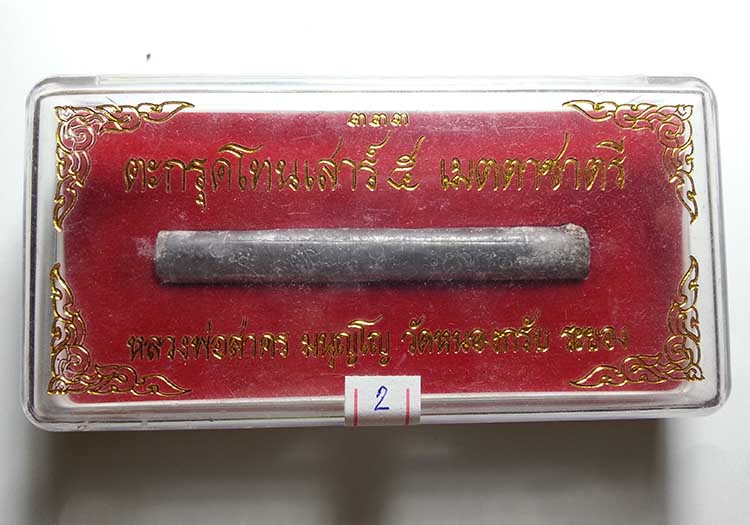 ๓๓๓
ตะกรุดโทนเสาร์ ๕ เมตตาชาตรี
หลวงพ่อสาคร มนุญโญ วัดหนองกรับ ระยอง
2